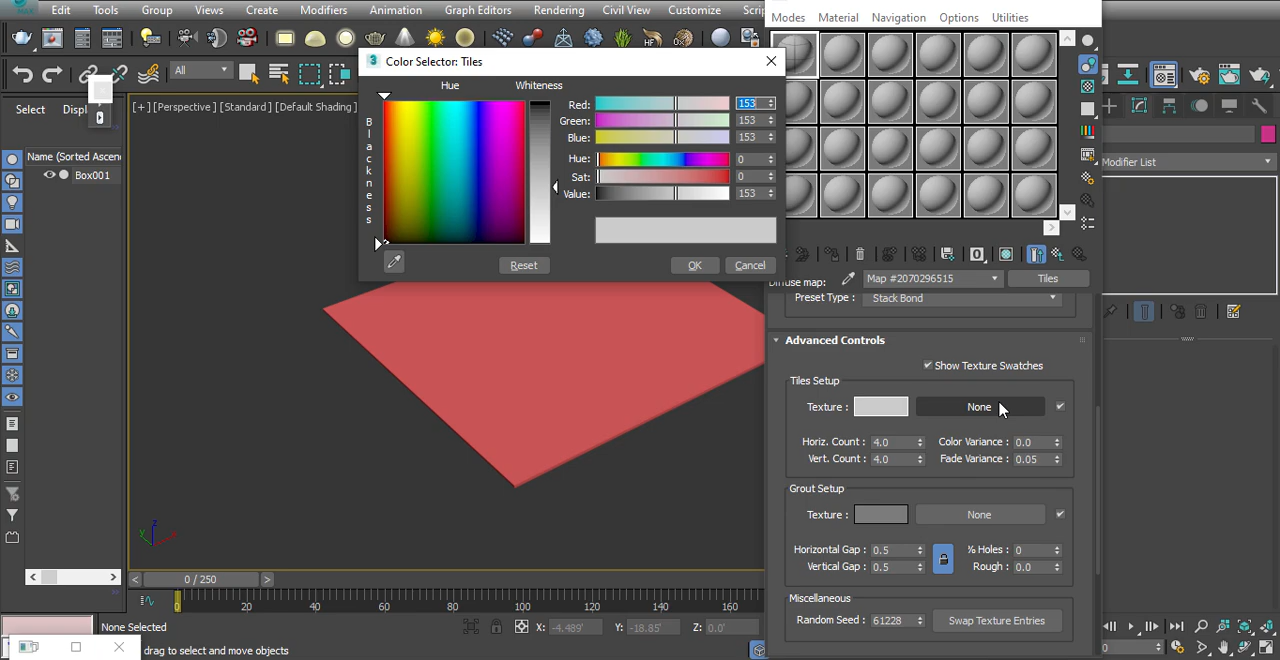 Edit Tools Group Views Create Modifiers Animation Graph Editors Rendering Civil View Customize Scri
Modes Material Navigation Options Utilities
All
Color Selector: Tiles
Hue Whiteness
Blackness
Red: 153
Green: 153
Blue: 153
Hue: 0
Sat: 0
Value: 153
Reset OK Cancel
Select Displ
[+] [Perspective] [Standard] [Default Shading]
Name (Sorted Ascen
Box001
Modifier List
Diffuse map: Map #2070296515 Tiles
Preset Type : Stack Bond
Advanced Controls
Show Texture Swatches
Tiles Setup
Texture : None
Horiz. Count : 4.0 Color Variance : 0.0
Vert. Count : 4.0 Fade Variance : 0.05
Grout Setup
Texture : None
Horizontal Gap : 0.5 % Holes : 0
Vertical Gap : 0.5 Rough : 0.0
Miscellaneous
Random Seed : 61228 Swap Texture Entries
z
y
x
< 0 / 250 >
0 20 40 60 80 100 120 140 160
None Selected X: -4.489' Y: -18.85' Z: 0.0'
drag to select and move objects
0